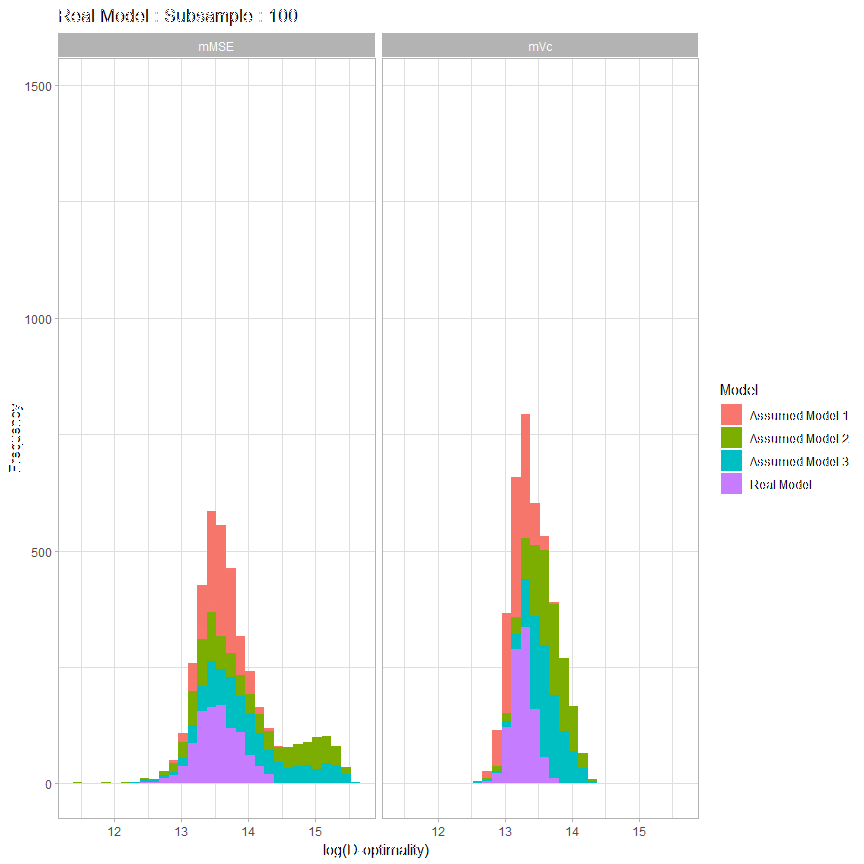 Real Model :: Subsample :: 100
mMSE
mVc
1500
1000
500
0
Frequency
12
13
14
15
12
13
14
15
log(D-optimality)
Model
Assumed Model 1
Assumed Model 2
Assumed Model 3
Real Model